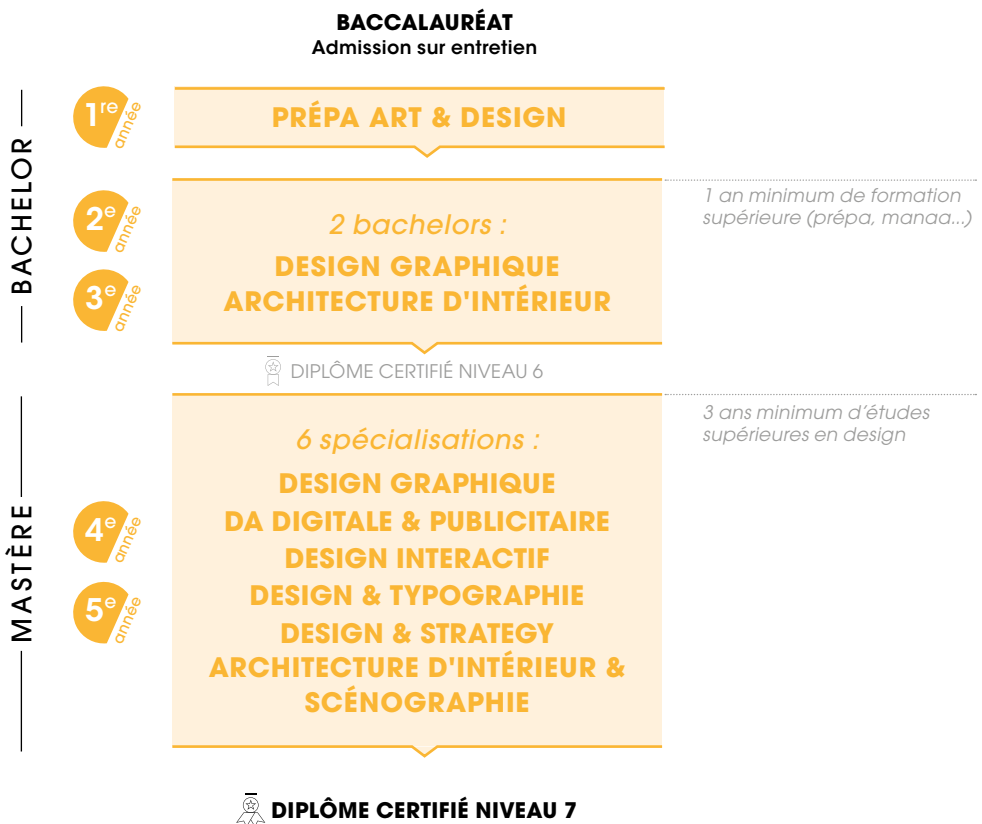 BACCALAURÉAT
Admission sur entretien
BACHELOR
1re année
PRÉPA ART & DESIGN
2e année
3e année
2 bachelors :
DESIGN GRAPHIQUE
ARCHITECTURE D'INTÉRIEUR
1 an minimum de formation
supérieure (prépa, manaa...)
DIPLÔME CERTIFIÉ NIVEAU 6
MASTÈRE
4e année
5e année
6 spécialisations :
DESIGN GRAPHIQUE
DA DIGITALE & PUBLICITAIRE
DESIGN INTERACTIF
DESIGN & TYPOGRAPHIE
DESIGN & STRATEGY
ARCHITECTURE D'INTÉRIEUR &
SCÉNOGRAPHIE
3 ans minimum d’études
supérieures en design
DIPLÔME CERTIFIÉ NIVEAU 7